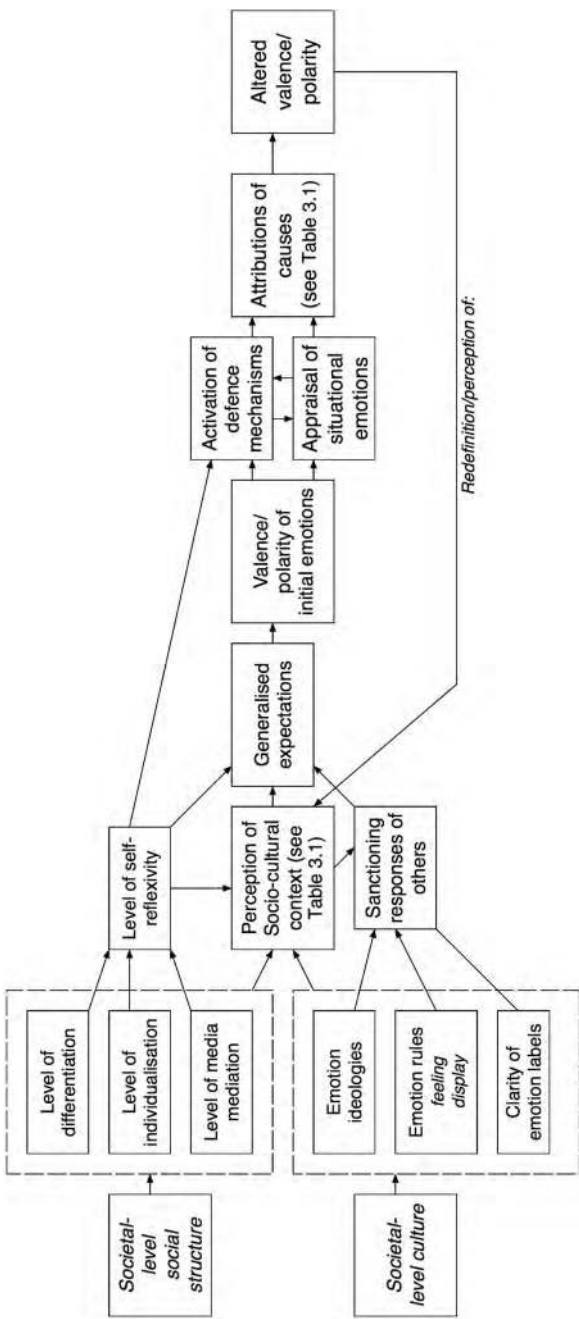 Societal-
level
social
structure
Level of
differentiation
Level of
individualisation
Level of media
mediation
Societal-
level culture
Emotion
ideologies
Emotion rules
feeling
display
Clarity of
emotion labels
Level of self-
reflexivity
Perception of
Socio-cultural
context (see
Table 3.1)
Sanctioning
responses of
others
Generalised
expectations
Valence/
polarity of
initial emotions
Activation of
defence
mechanisms
Appraisal of
situational
emotions
Attributions of
causes
(see Table 3.1)
Altered
valence/
polarity
Redefinition/perception of: